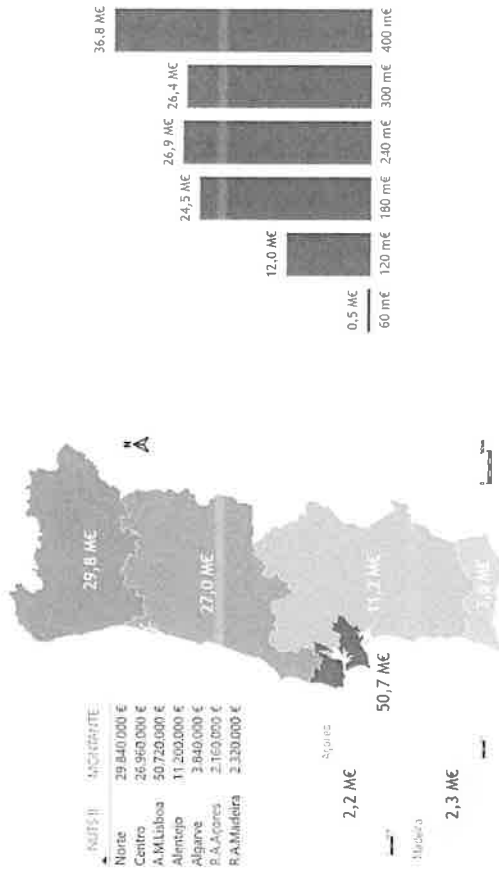 NUTS II MONTANTE
Norte 29.840.000 €
Centro 26.960.000 €
A.M.Lisboa 50.720.000 €
Alentejo 11.200.000 €
Algarve 3.840.000 €
R.A.Açores 2.160.000 €
R.A.Madeira 2.320.000 €
N
29,8 M€
27,0 M€
11,2 M€
50,7 M€
Açores
2,2 M€
Madeira
2,3 M€
0,5 M€
12,0 M€
24,5 M€
26,9 M€
26,4 M€
36,8 M€
60 m€
120 m€
180 m€
240 m€
300 m€
400 m€